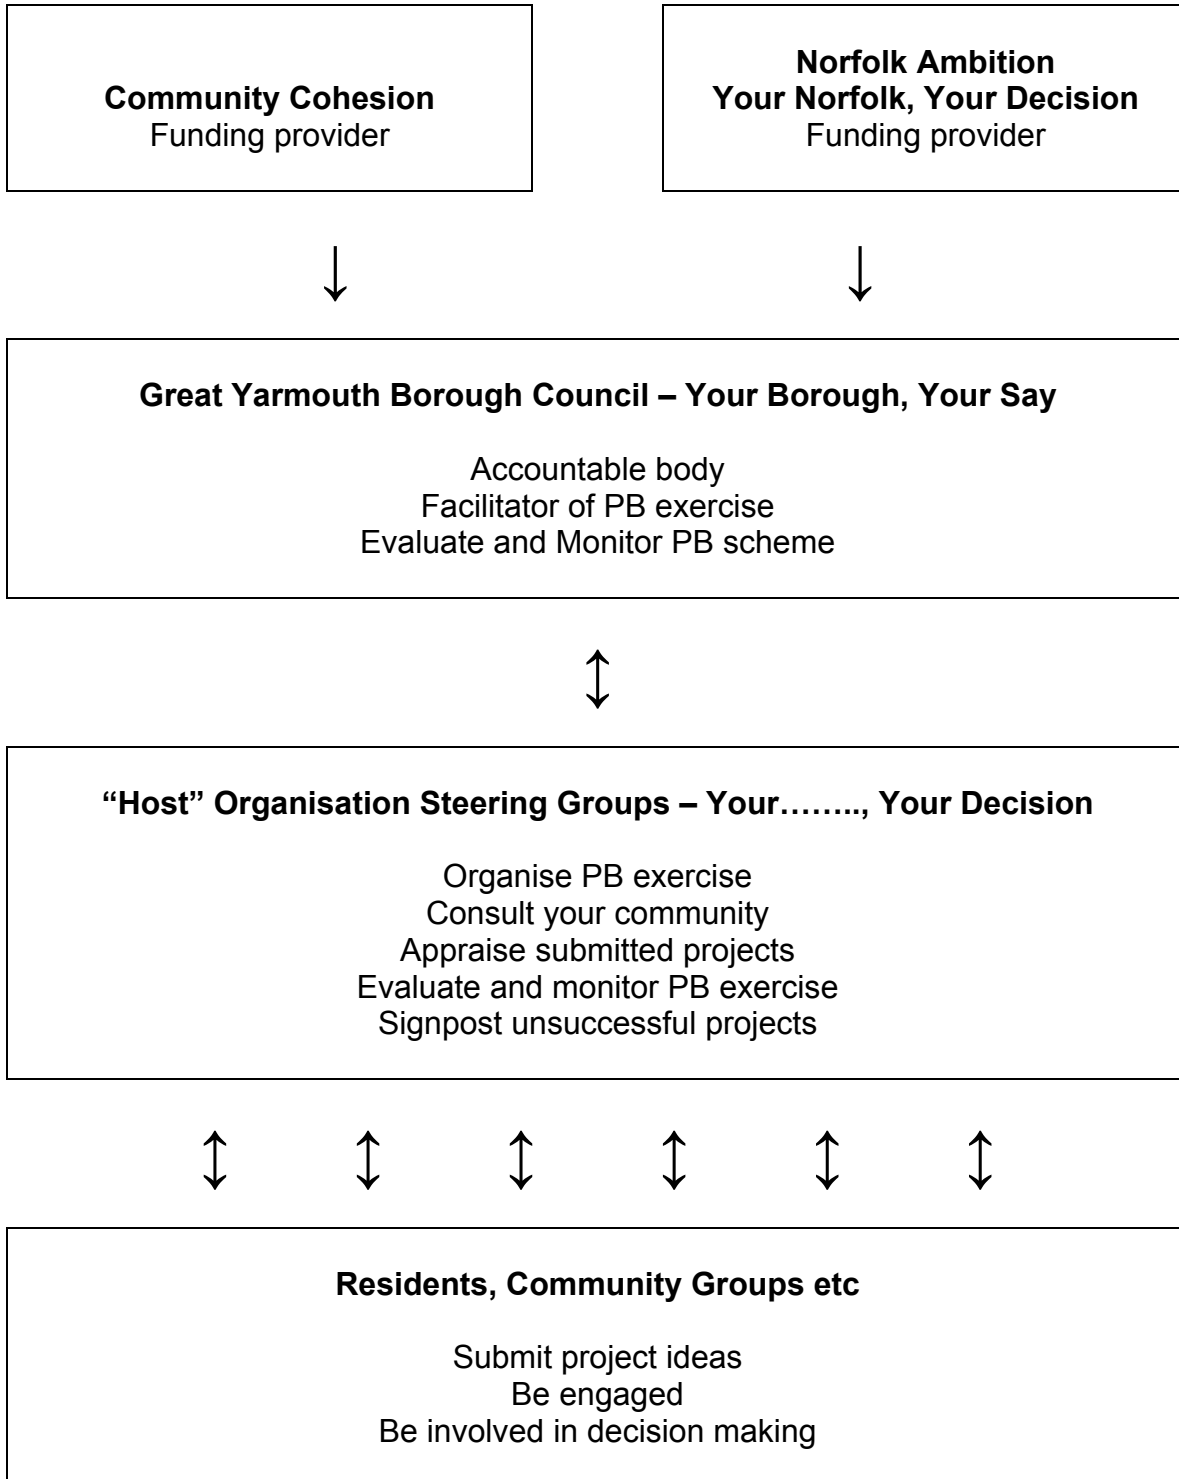 Community Cohesion
Funding provider
Norfolk Ambition
Your Norfolk, Your Decision
Funding provider
Great Yarmouth Borough Council – Your Borough, Your Say
Accountable body
Facilitator of PB exercise
Evaluate and Monitor PB scheme
“Host” Organisation Steering Groups – Your…….., Your Decision
Organise PB exercise
Consult your community
Appraise submitted projects
Evaluate and monitor PB exercise
Signpost unsuccessful projects
Residents, Community Groups etc
Submit project ideas
Be engaged
Be involved in decision making